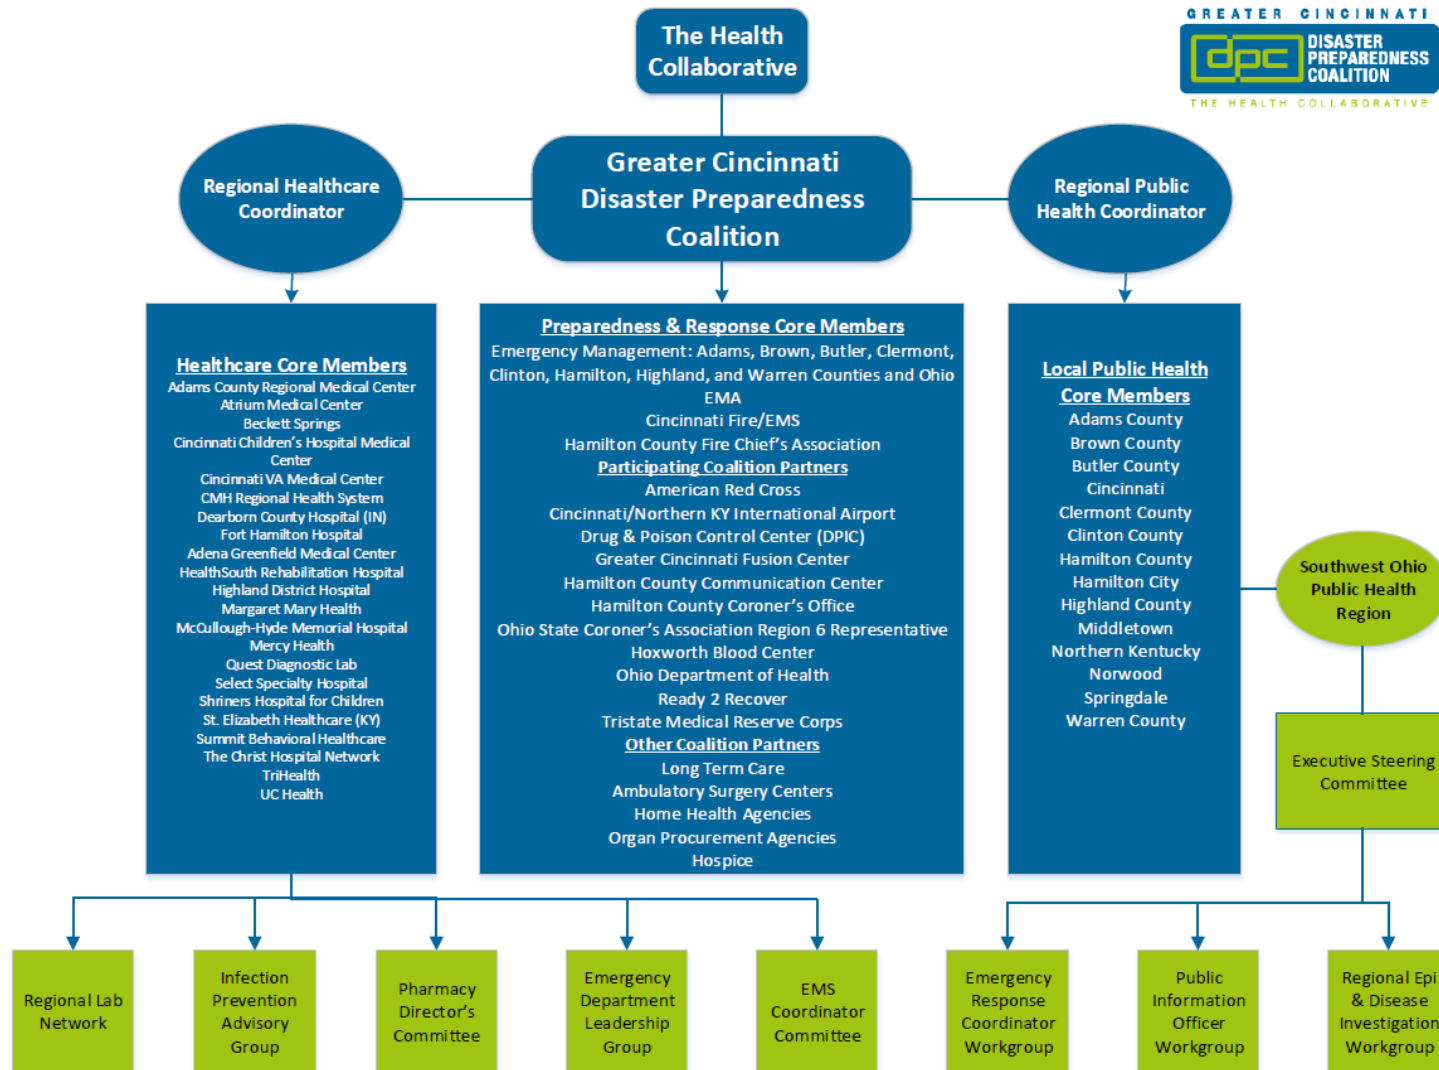 GREATER CINCINNATI
dpc
DISASTER
PREPAREDNESS
COALITION
THE HEALTH COLLABORATIVE
The Health
Collaborative
Regional Healthcare
Coordinator
Greater Cincinnati
Disaster Preparedness
Coalition
Regional Public
Health Coordinator
Healthcare Core Members
Adams County Regional Medical Center
Atrium Medical Center
Beckett Springs
Cincinnati Children's Hospital Medical
Center
Cincinnati VA Medical Center
CMH Regional Health System
Dearborn County Hospital (IN)
Fort Hamilton Hospital
Adena Greenfield Medical Center
HealthSouth Rehabilitation Hospital
Highland District Hospital
Margaret Mary Health
McCullough-Hyde Memorial Hospital
Mercy Health
Quest Diagnostic Lab
Select Specialty Hospital
Shriners Hospital for Children
St. Elizabeth Healthcare (KY)
Summit Behavioral Healthcare
The Christ Hospital Network
TriHealth
UC Health
Preparedness & Response Core Members
Emergency Management: Adams, Brown, Butler, Clermont,
Clinton, Hamilton, Highland, and Warren Counties and Ohio
EMA
Cincinnati Fire/EMS
Hamilton County Fire Chief's Association
Participating Coalition Partners
American Red Cross
Cincinnati/Northern KY International Airport
Drug & Poison Control Center (DPIC)
Greater Cincinnati Fusion Center
Hamilton County Communication Center
Hamilton County Coroner's Office
Ohio State Coroner's Association Region 6 Representative
Hoxworth Blood Center
Ohio Department of Health
Ready 2 Recover
Tristate Medical Reserve Corps
Other Coalition Partners
Long Term Care
Ambulatory Surgery Centers
Home Health Agencies
Organ Procurement Agencies
Hospice
Local Public Health
Core Members
Adams County
Brown County
Butler County
Cincinnati
Clermont County
Clinton County
Hamilton County
Hamilton City
Highland County
Middletown
Northern Kentucky
Norwood
Springdale
Warren County
Southwest Ohio
Public Health
Region
Executive Steering
Committee
Regional Lab
Network
Infection
Prevention
Advisory
Group
Pharmacy
Director's
Committee
Emergency
Department
Leadership
Group
EMS
Coordinator
Committee
Emergency
Response
Coordinator
Workgroup
Public
Information
Officer
Workgroup
Regional Epi
& Disease
Investigation
Workgroup